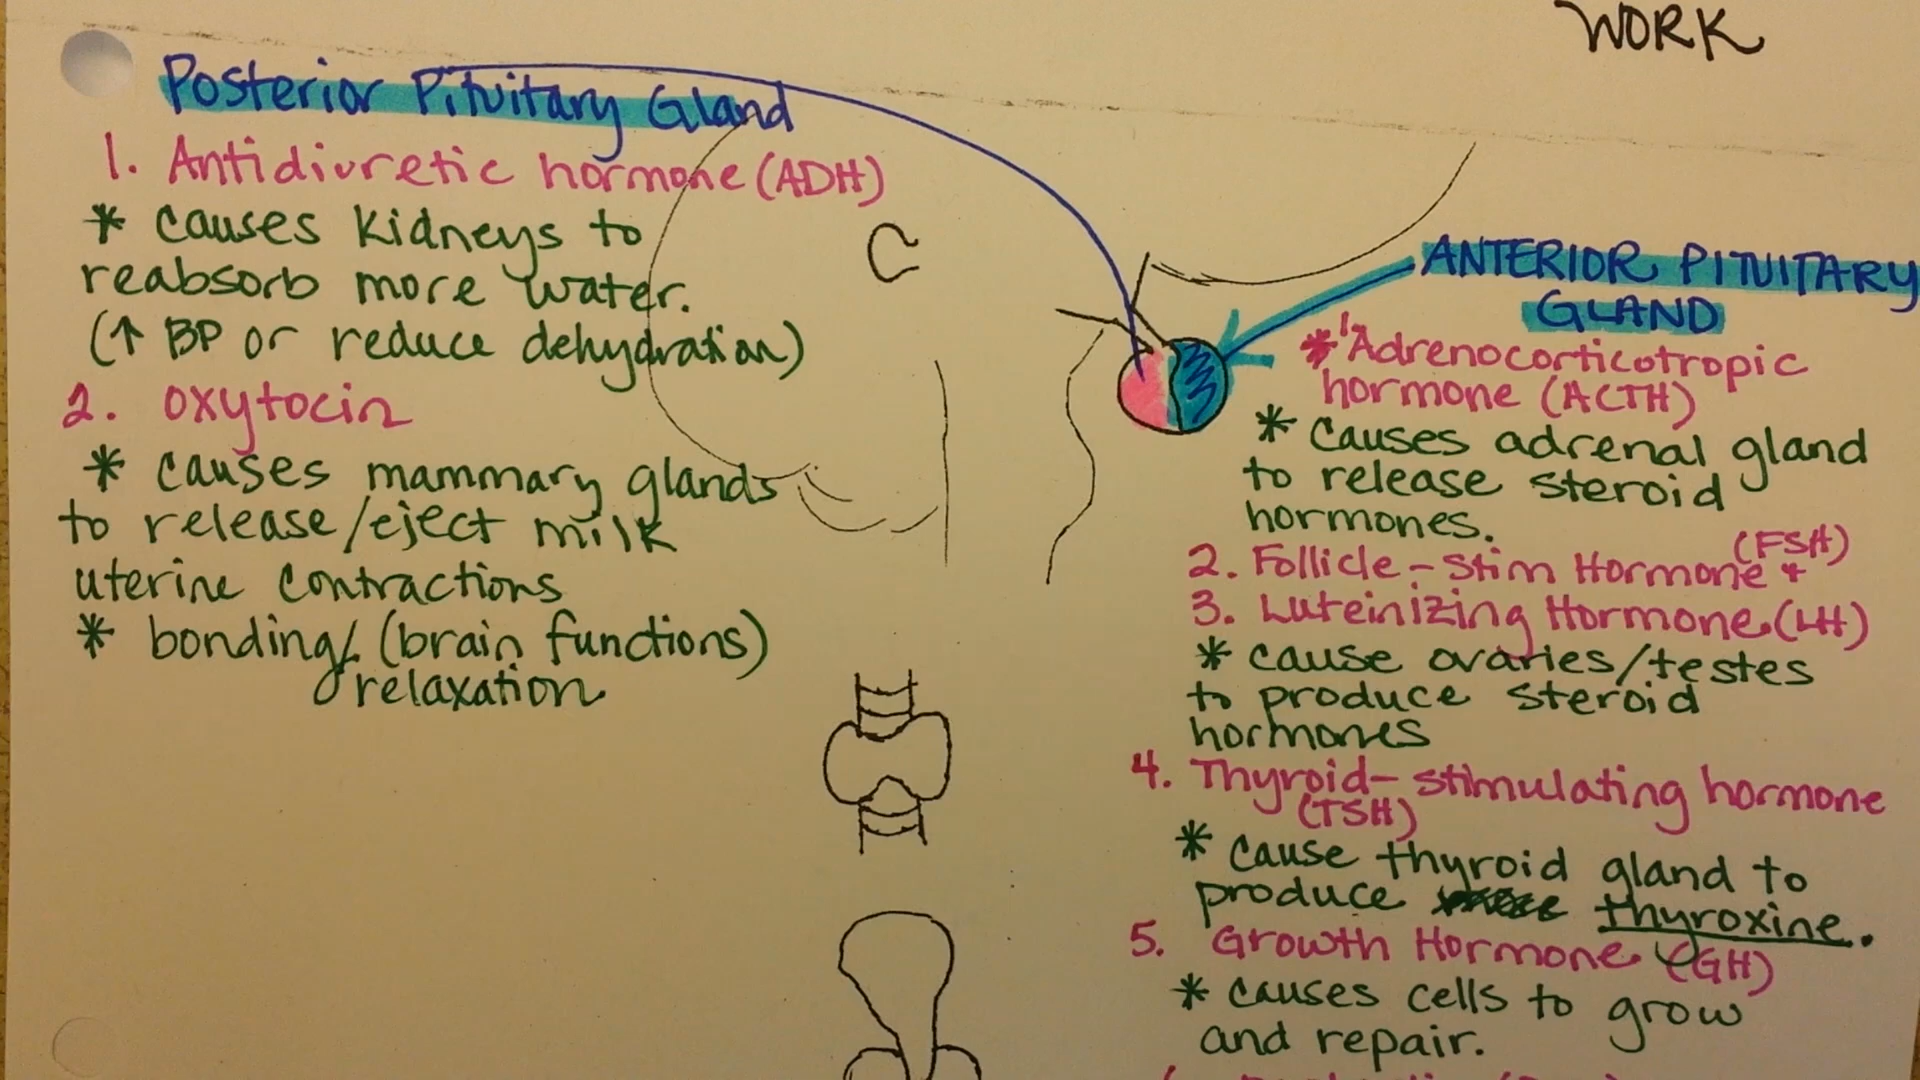 WORK
Posterior Pituitary Gland
1. Antidiuretic hormone (ADH)
* causes kidneys to
reabsorb more water.
(↑ BP or reduce dehydration)
2. oxytocin
* causes mammary glands
to release/eject milk
uterine contractions
* bonding/ (brain functions)
relaxation
C
ANTERIOR PITUITARY
GLAND
* 1. Adrenocorticotropic
hormone (ACTH)
* causes adrenal gland
to release steroid
hormones.
2. Follicle-Stim Hormone (FSH) +
3. Luteinizing Hormone (LH)
* cause ovaries/testes
to produce steroid
hormones
4. Thyroid-stimulating hormone
(TSH)
* cause thyroid gland to
produce thyroxine.
5. Growth Hormone (GH)
* causes cells to grow
and repair.